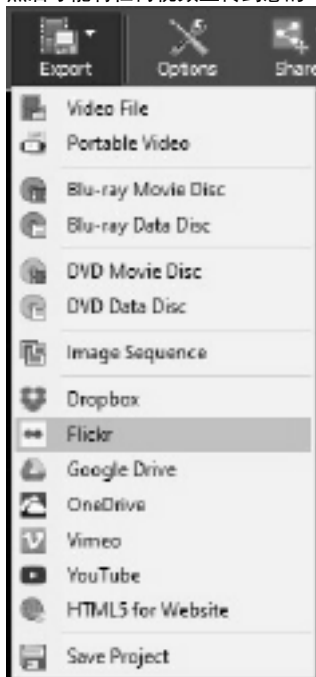 Export Options Share
Video File
Portable Video
Blu-ray Movie Disc
Blu-ray Data Disc
DVD Movie Disc
DVD Data Disc
Image Sequence
Dropbox
Flickr
Google Drive
OneDrive
Vimeo
YouTube
HTML5 for Website
Save Project